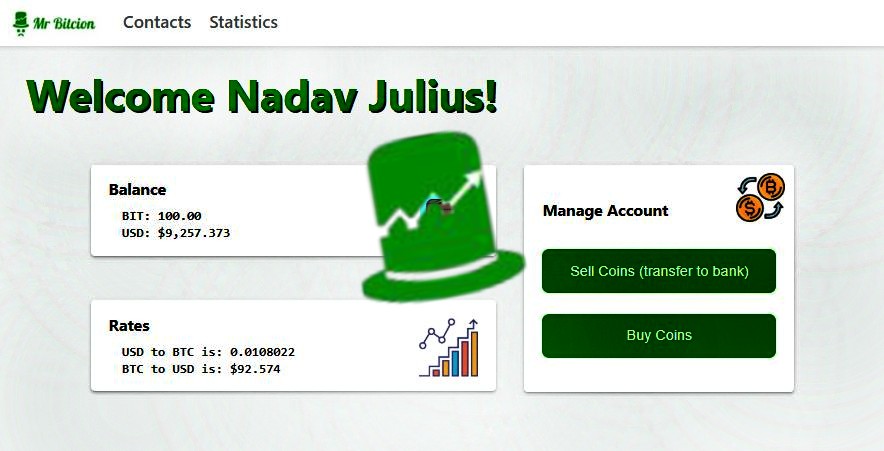 Mr Bitcion
Contacts
Statistics
Welcome Nadav Julius!
Balance
BIT: 100.00
USD: $9,257.373
Rates
USD to BTC is: 0.0108022
BTC to USD is: $92.574
Manage Account
Sell Coins (transfer to bank)
Buy Coins